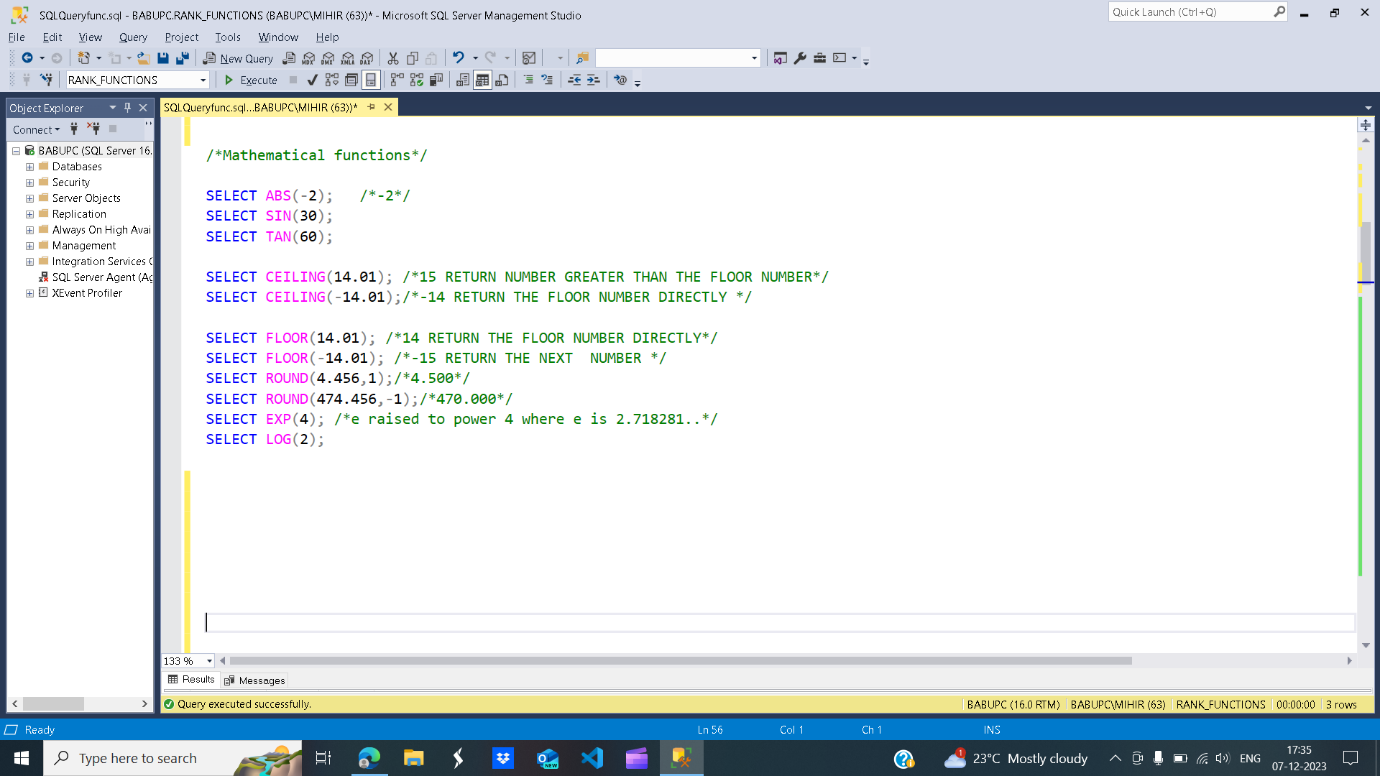 SQLQueryfunc.sql - BABUPC.RANK_FUNCTIONS (BABUPC\MIHIR (63))* - Microsoft SQL Server Management Studio
Quick Launch (Ctrl+Q)
File Edit View Query Project Tools Window Help
New Query
RANK_FUNCTIONS Execute
Object Explorer
SQLQueryfunc.sql...BABUPC\MIHIR (63))*
Connect
BABUPC (SQL Server 16.
Databases
Security
Server Objects
Replication
Always On High Avai
Management
Integration Services C
SQL Server Agent (Ag
XEvent Profiler
/*Mathematical functions*/
SELECT ABS(-2);   /*-2*/
SELECT SIN(30);
SELECT TAN(60);
SELECT CEILING(14.01); /*15 RETURN NUMBER GREATER THAN THE FLOOR NUMBER*/
SELECT CEILING(-14.01);/*-14 RETURN THE FLOOR NUMBER DIRECTLY */
SELECT FLOOR(14.01); /*14 RETURN THE FLOOR NUMBER DIRECTLY*/
SELECT FLOOR(-14.01); /*-15 RETURN THE NEXT  NUMBER */
SELECT ROUND(4.456,1);/*4.500*/
SELECT ROUND(474.456,-1);/*470.000*/
SELECT EXP(4); /*e raised to power 4 where e is 2.718281..*/
SELECT LOG(2);
133 %
Results Messages
Query executed successfully. BABUPC (16.0 RTM) BABUPC\MIHIR (63) RANK_FUNCTIONS 00:00:00 3 rows
Ready Ln 56 Col 1 Ch 1 INS
Type here to search NEW 1 23°C Mostly cloudy ENG 17:35
07-12-2023